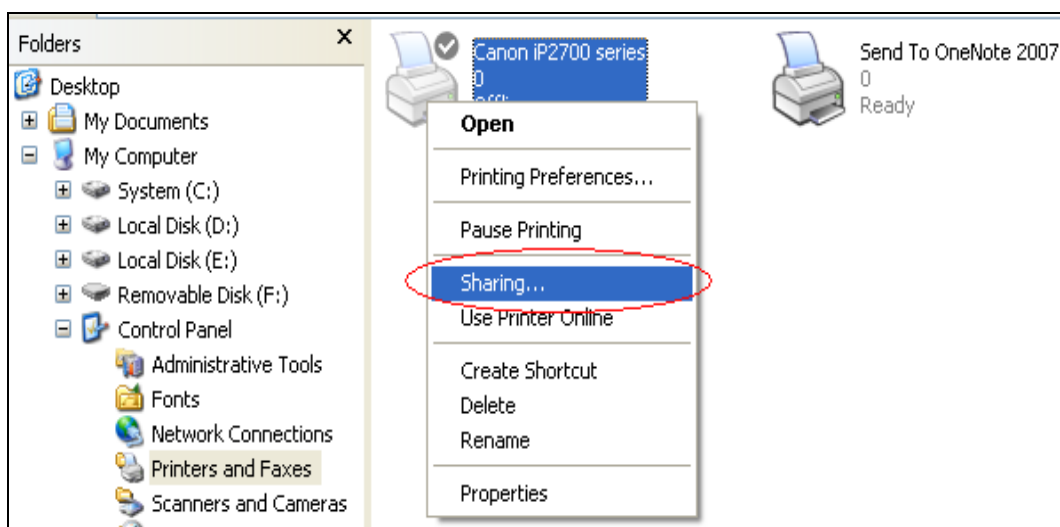 Folders
Desktop
My Documents
My Computer
System (C:)
Local Disk (D:)
Local Disk (E:)
Removable Disk (F:)
Control Panel
Administrative Tools
Fonts
Network Connections
Printers and Faxes
Scanners and Cameras
Canon iP2700 series
0
Open
Printing Preferences...
Pause Printing
Sharing...
Use Printer Online
Create Shortcut
Delete
Rename
Properties
Send To OneNote 2007
0
Ready